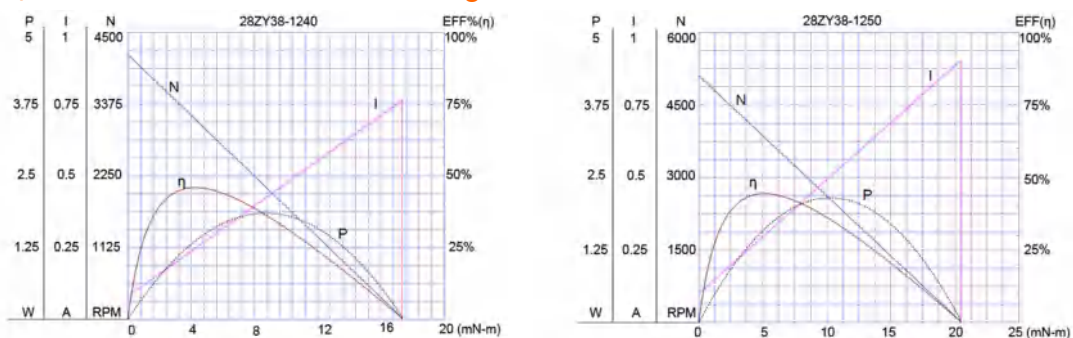 P I N 28ZY38-1240 EFF%(η)
5 1 4500 100%
3.75 0.75 3375 75%
2.5 0.5 2250 50%
1.25 0.25 1125 25%
W A RPM
0 4 8 12 16 20 (mN-m)
N
I
η
P
P I N 28ZY38-1250 EFF(η)
5 1 6000 100%
3.75 0.75 4500 75%
2.5 0.5 3000 50%
1.25 0.25 1500 25%
W A RPM
0 5 10 15 20 25 (mN-m)
N
I
η
P